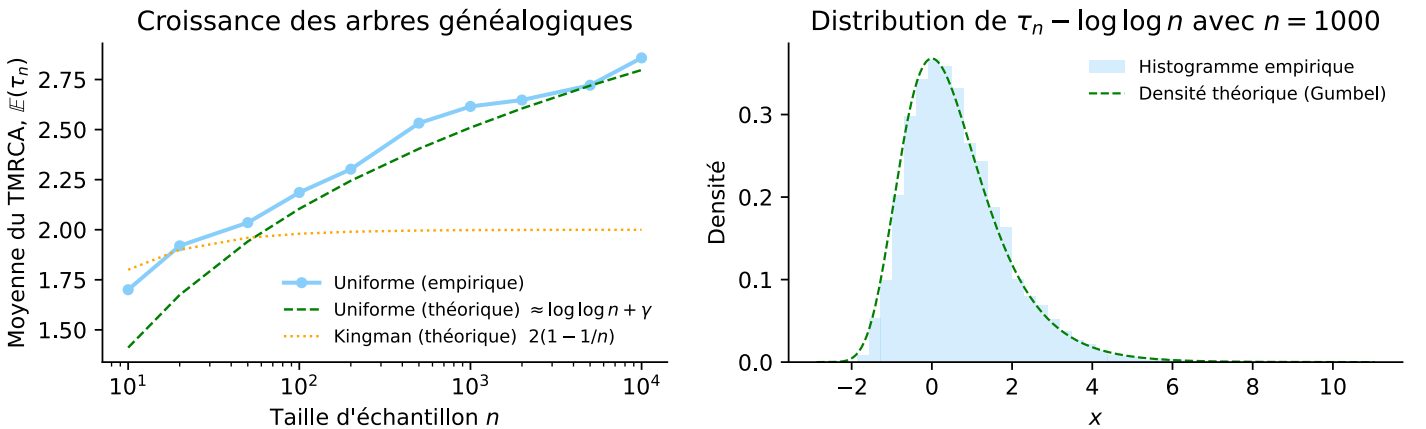 Croissance des arbres généalogiques
Moyenne du TMRCA, 𝔼(τₙ)
2.75
2.50
2.25
2.00
1.75
1.50
Uniforme (empirique)
Uniforme (théorique) ≈ log log n + γ
Kingman (théorique) 2(1 − 1/n)
10¹
10²
10³
10⁴
Taille d'échantillon n
Distribution de τₙ − log log n avec n = 1000
Histogramme empirique
Densité théorique (Gumbel)
Densité
0.3
0.2
0.1
0.0
−2
0
2
4
6
8
10
x